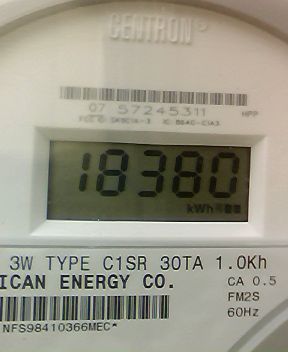 CENTRON®
07 57245311 HPP
18380
kWh
3W TYPE C1SR 30TA 1.0Kh
ICAN ENERGY CO. CA 0.5
FM2S
NFS98410366MEC* 60Hz